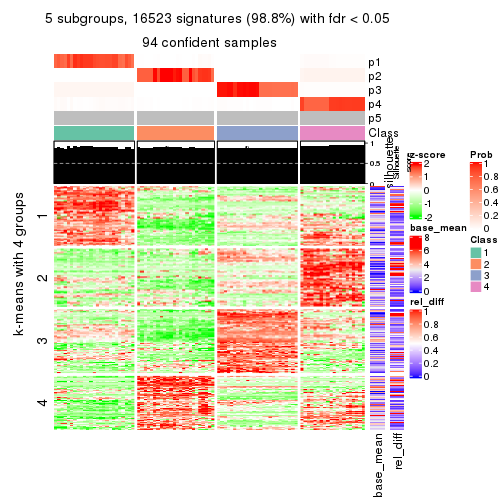 5 subgroups, 16523 signatures (98.8%) with fdr < 0.05
94 confident samples
p1
p2
p3
p4
p5
Class
1
0.5
0
silhouette
Silhouette
score
k-means with 4 groups
1
2
3
4
base_mean
rel_diff
z-score
2
1
0
-1
-2
base_mean
8
6
4
2
0
rel_diff
1
0.8
0.6
0.4
0.2
0
Prob
1
0.8
0.6
0.4
0.2
0
Class
1
2
3
4